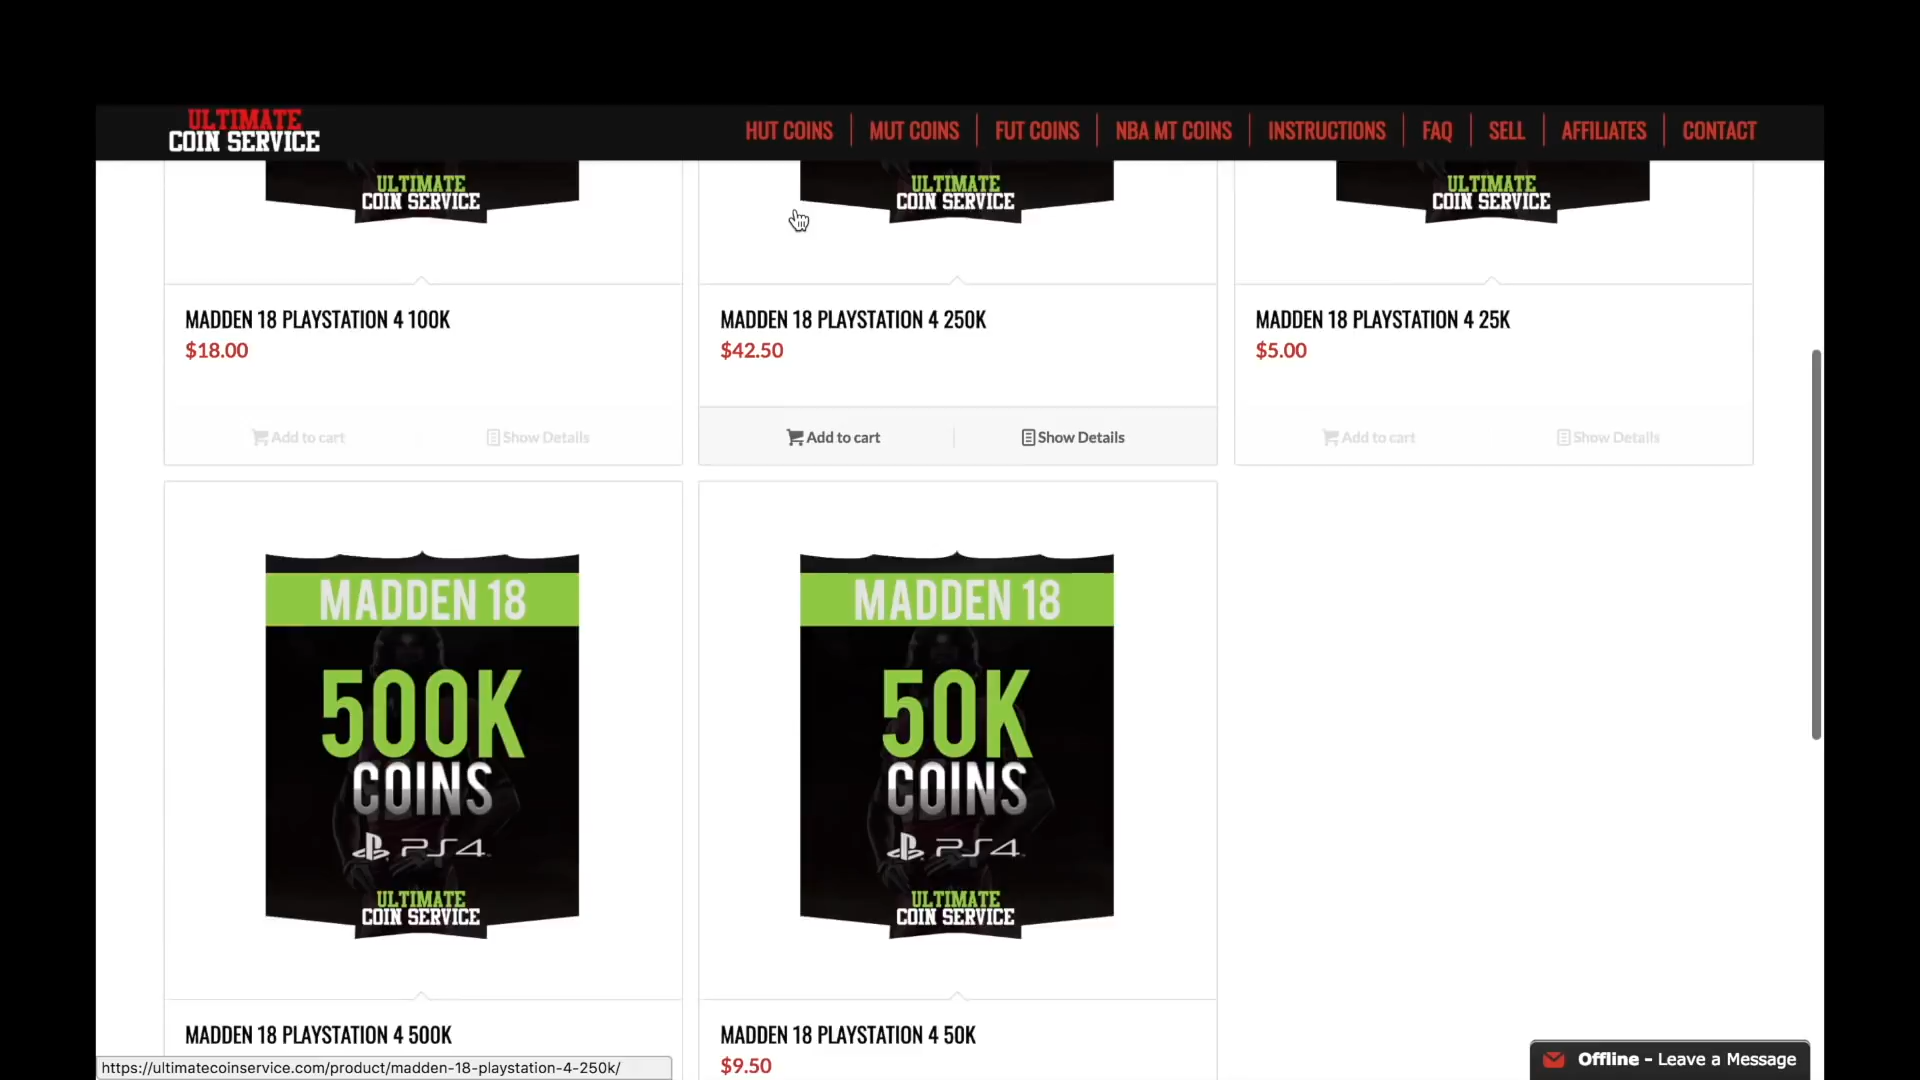 ULTIMATE
COIN SERVICE
HUT COINS
MUT COINS
FUT COINS
NBA MT COINS
INSTRUCTIONS
FAQ
SELL
AFFILIATES
CONTACT
ULTIMATE
COIN SERVICE
ULTIMATE
COIN SERVICE
ULTIMATE
COIN SERVICE
MADDEN 18 PLAYSTATION 4 100K
$18.00
MADDEN 18 PLAYSTATION 4 250K
$42.50
MADDEN 18 PLAYSTATION 4 25K
$5.00
Add to cart
Show Details
Add to cart
Show Details
Add to cart
Show Details
MADDEN 18
500K
COINS
PS4
ULTIMATE
COIN SERVICE
MADDEN 18
50K
COINS
PS4
ULTIMATE
COIN SERVICE
MADDEN 18 PLAYSTATION 4 500K
MADDEN 18 PLAYSTATION 4 50K
$9.50
https://ultimatecoinservice.com/product/madden-18-playstation-4-250k/
Offline - Leave a Message